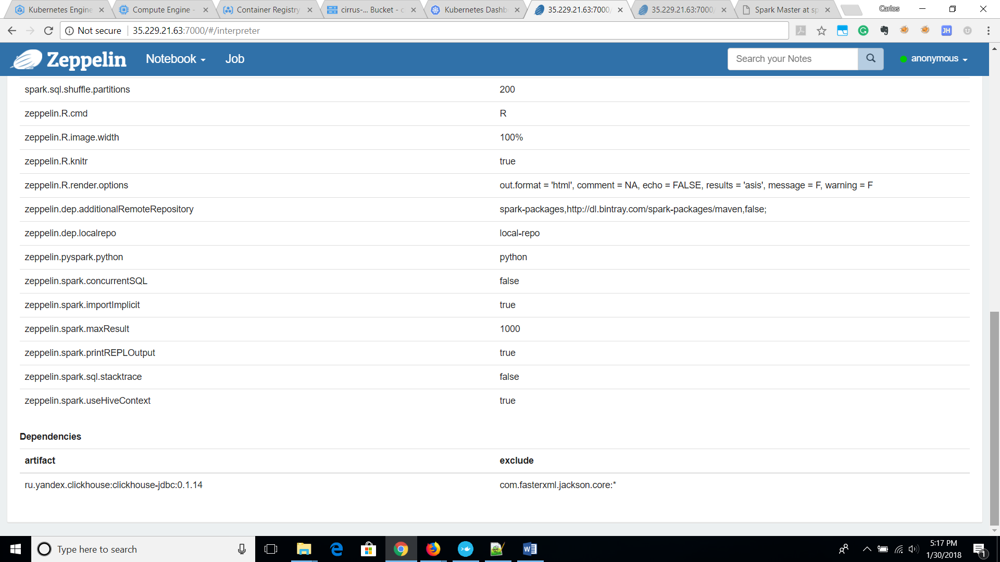 Kubernetes Engine
Compute Engine -
Container Registry
cirrus-... Bucket - c
Kubernetes Dashb
35.229.21.63:7000/
35.229.21.63:7000/
Spark Master at sp
Carlos
Not secure
35.229.21.63:7000/#/interpreter
JH
Zeppelin
Notebook
Job
Search your Notes
anonymous
spark.sql.shuffle.partitions 200
zeppelin.R.cmd R
zeppelin.R.image.width 100%
zeppelin.R.knitr true
zeppelin.R.render.options out.format = 'html', comment = NA, echo = FALSE, results = 'asis', message = F, warning = F
zeppelin.dep.additionalRemoteRepository spark-packages,http://dl.bintray.com/spark-packages/maven,false;
zeppelin.dep.localrepo local-repo
zeppelin.pyspark.python python
zeppelin.spark.concurrentSQL false
zeppelin.spark.importImplicit true
zeppelin.spark.maxResult 1000
zeppelin.spark.printREPLOutput true
zeppelin.spark.sql.stacktrace false
zeppelin.spark.useHiveContext true
Dependencies
artifact exclude
ru.yandex.clickhouse:clickhouse-jdbc:0.1.14 com.fasterxml.jackson.core:*
Type here to search
5:17 PM
1/30/2018
1